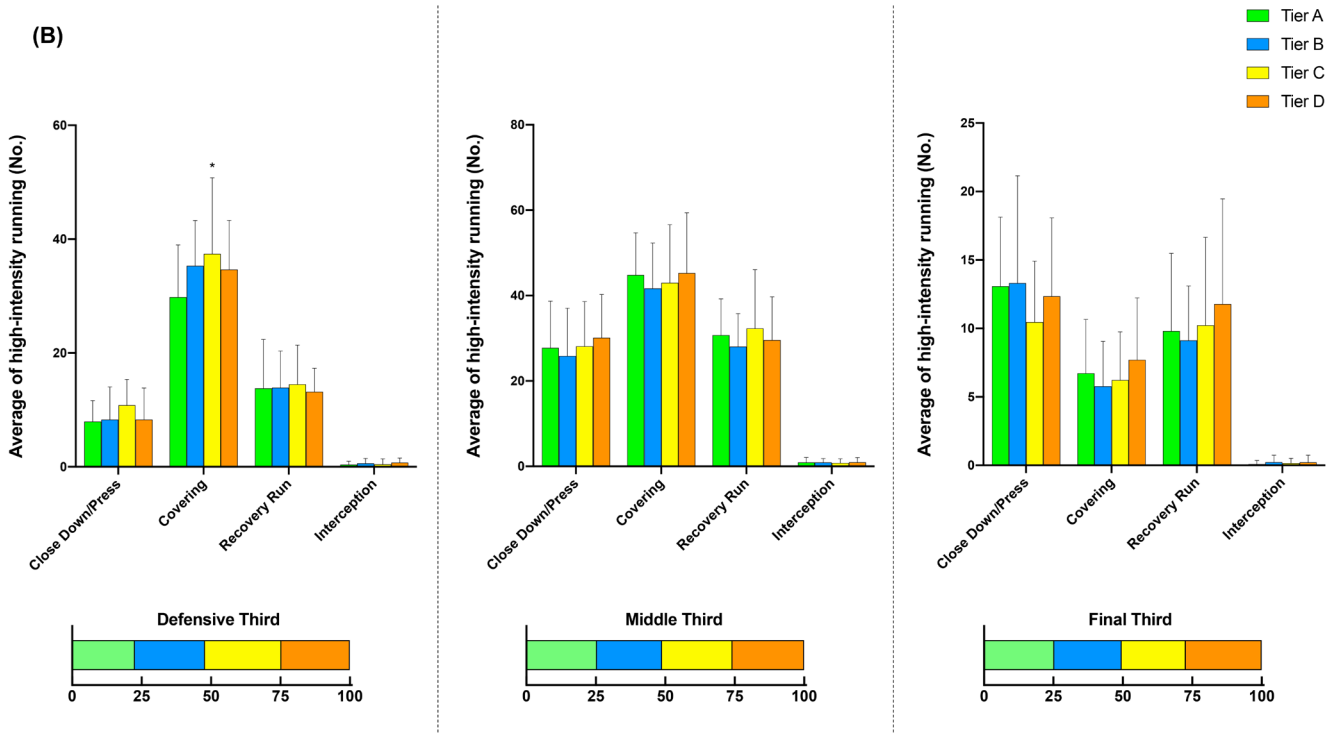 (B)
Tier A
Tier B
Tier C
Tier D
Average of high-intensity running (No.)
60
40
20
0
*
Close Down/Press
Covering
Recovery Run
Interception
Defensive Third
0 25 50 75 100
Average of high-intensity running (No.)
80
60
40
20
0
Close Down/Press
Covering
Recovery Run
Interception
Middle Third
0 25 50 75 100
Average of high-intensity running (No.)
25
20
15
10
5
0
Close Down/Press
Covering
Recovery Run
Interception
Final Third
0 25 50 75 100